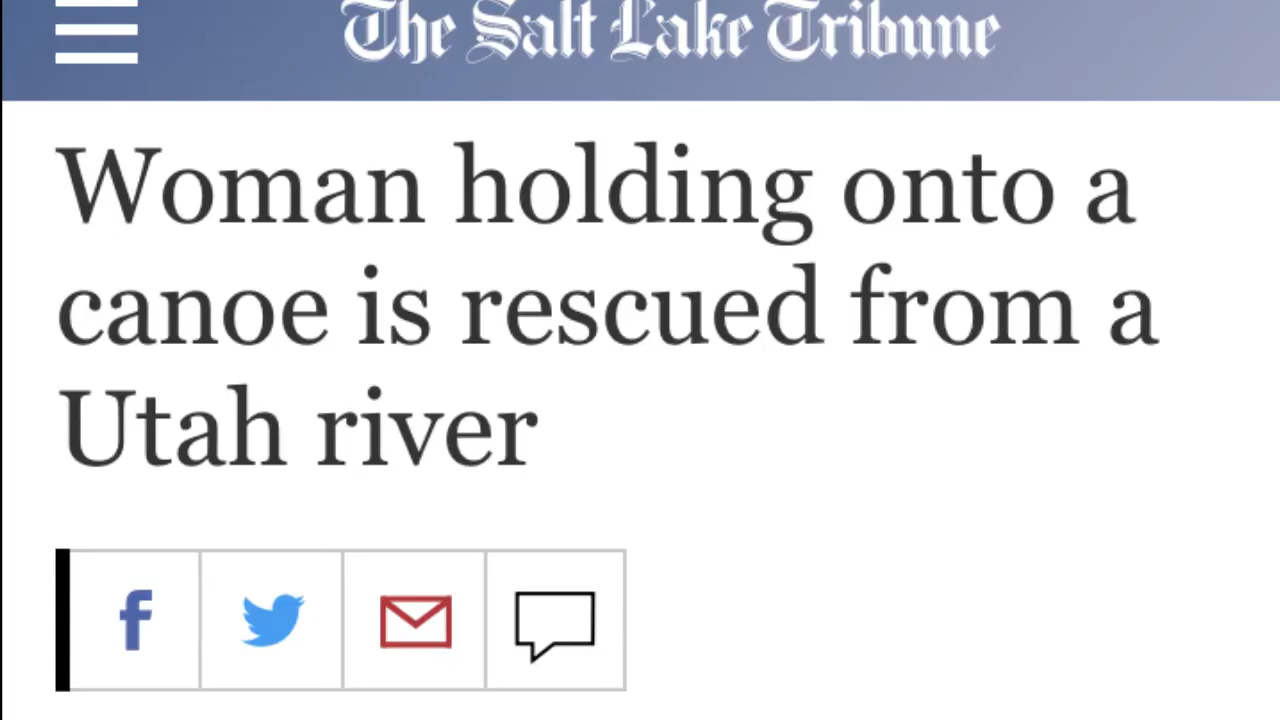 The Salt Lake Tribune
Woman holding onto a
canoe is rescued from a
Utah river